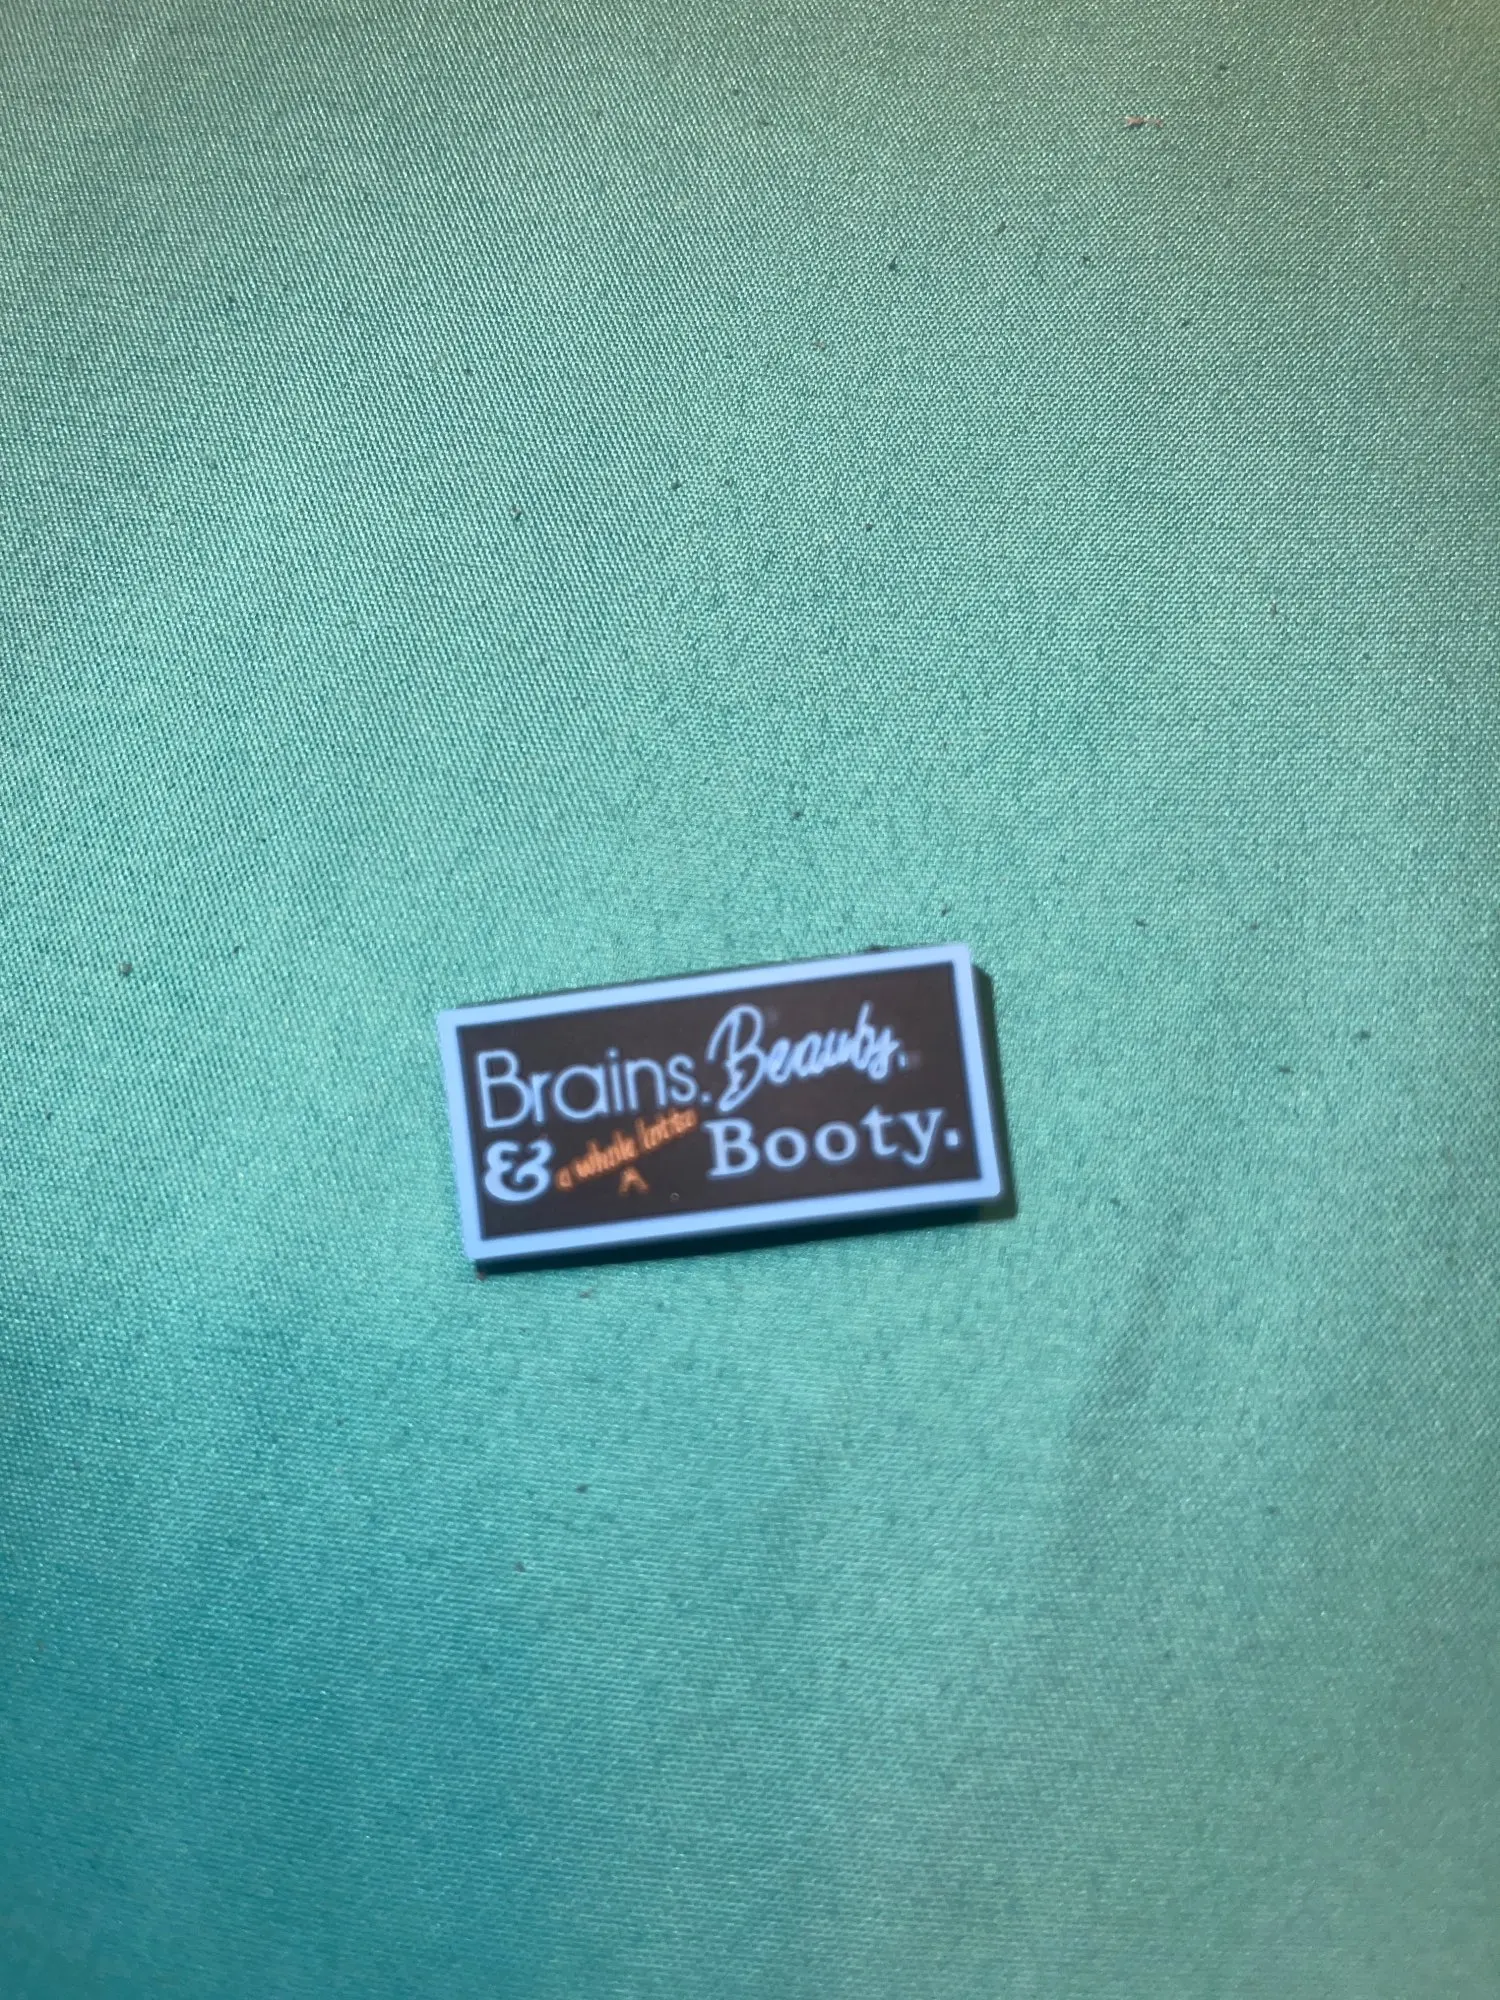 Brains. Beauty.
& a whole lotta Booty.
^